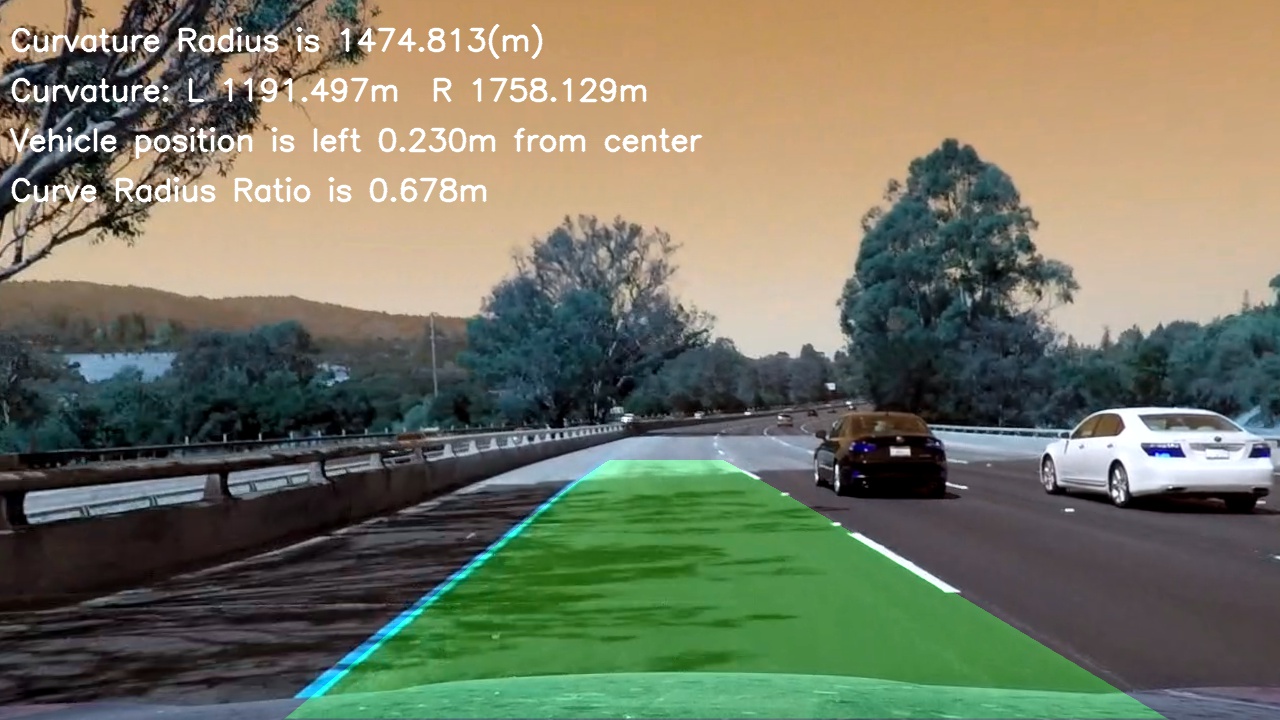 Curvature Radius is 1474.813(m)
Curvature: L 1191.497m R 1758.129m
Vehicle position is left 0.230m from center
Curve Radius Ratio is 0.678m